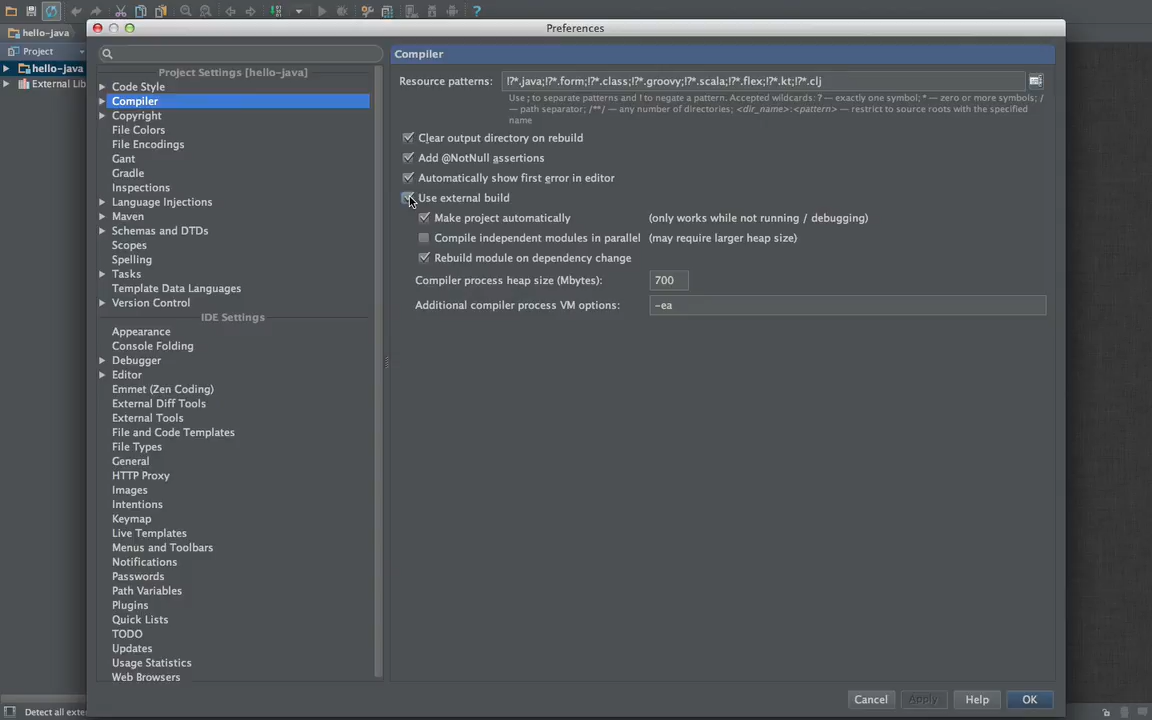 Preferences
hello-java
Project
hello-java
External Lib
Project Settings [hello-java]
Code Style
Compiler
Copyright
File Colors
File Encodings
Gant
Gradle
Inspections
Language Injections
Maven
Schemas and DTDs
Scopes
Spelling
Tasks
Template Data Languages
Version Control
IDE Settings
Appearance
Console Folding
Debugger
Editor
Emmet (Zen Coding)
External Diff Tools
External Tools
File and Code Templates
File Types
General
HTTP Proxy
Images
Intentions
Keymap
Live Templates
Menus and Toolbars
Notifications
Passwords
Path Variables
Plugins
Quick Lists
TODO
Updates
Usage Statistics
Web Browsers
Compiler
Resource patterns: !?*.java;!?*.form;!?*.class;!?*.groovy;!?*.scala;!?*.flex;!?*.kt;!?*.clj
Use ; to separate patterns and ! to negate a pattern. Accepted wildcards: ? — exactly one symbol; * — zero or more symbols; /
— path separator; /**/ — any number of directories; <dir_name>:<pattern> — restrict to source roots with the specified
name
Clear output directory on rebuild
Add @NotNull assertions
Automatically show first error in editor
Use external build
Make project automatically (only works while not running / debugging)
Compile independent modules in parallel (may require larger heap size)
Rebuild module on dependency change
Compiler process heap size (Mbytes): 700
Additional compiler process VM options: -ea
Cancel Apply Help OK
Detect all exte